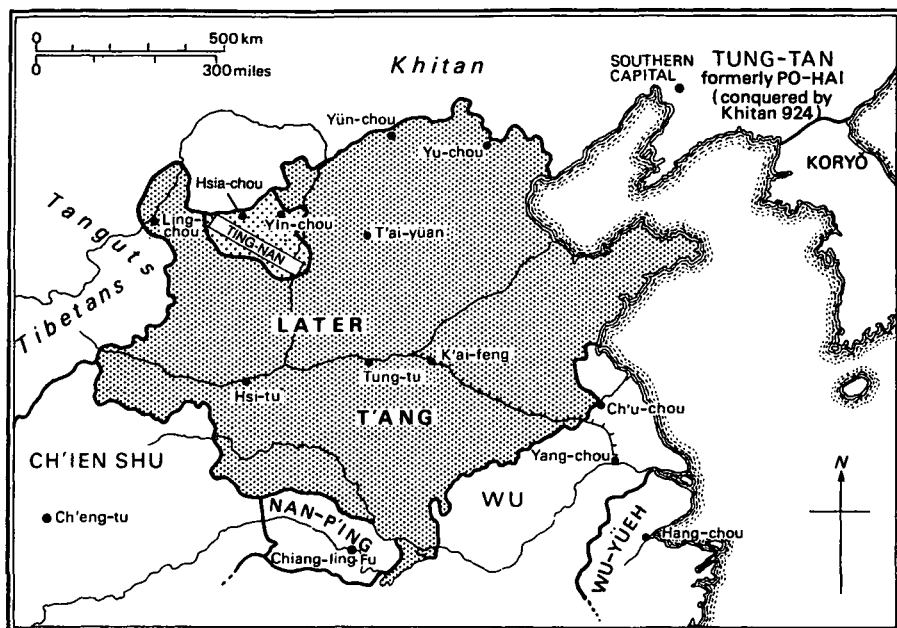 0 500 km
0 300 miles
Khitan
SOUTHERN
CAPITAL
TUNG-TAN
formerly PO-HAI
(conquered by
Khitan 924)
KORYŎ
Yün-chou
Yu-chou
Hsia-chou
Ling-
chou
Yin-chou
TING-NAN
T'ai-yüan
Tanguts
Tibetans
LATER
T'ANG
K'ai-feng
Tung-tu
Hsi-tu
Ch'u-chou
Yang-chou
CH'IEN SHU
Ch'eng-tu
NAN-P'ING
Chiang-ling Fu
WU
WU-YÜEH
Hang-chou
N